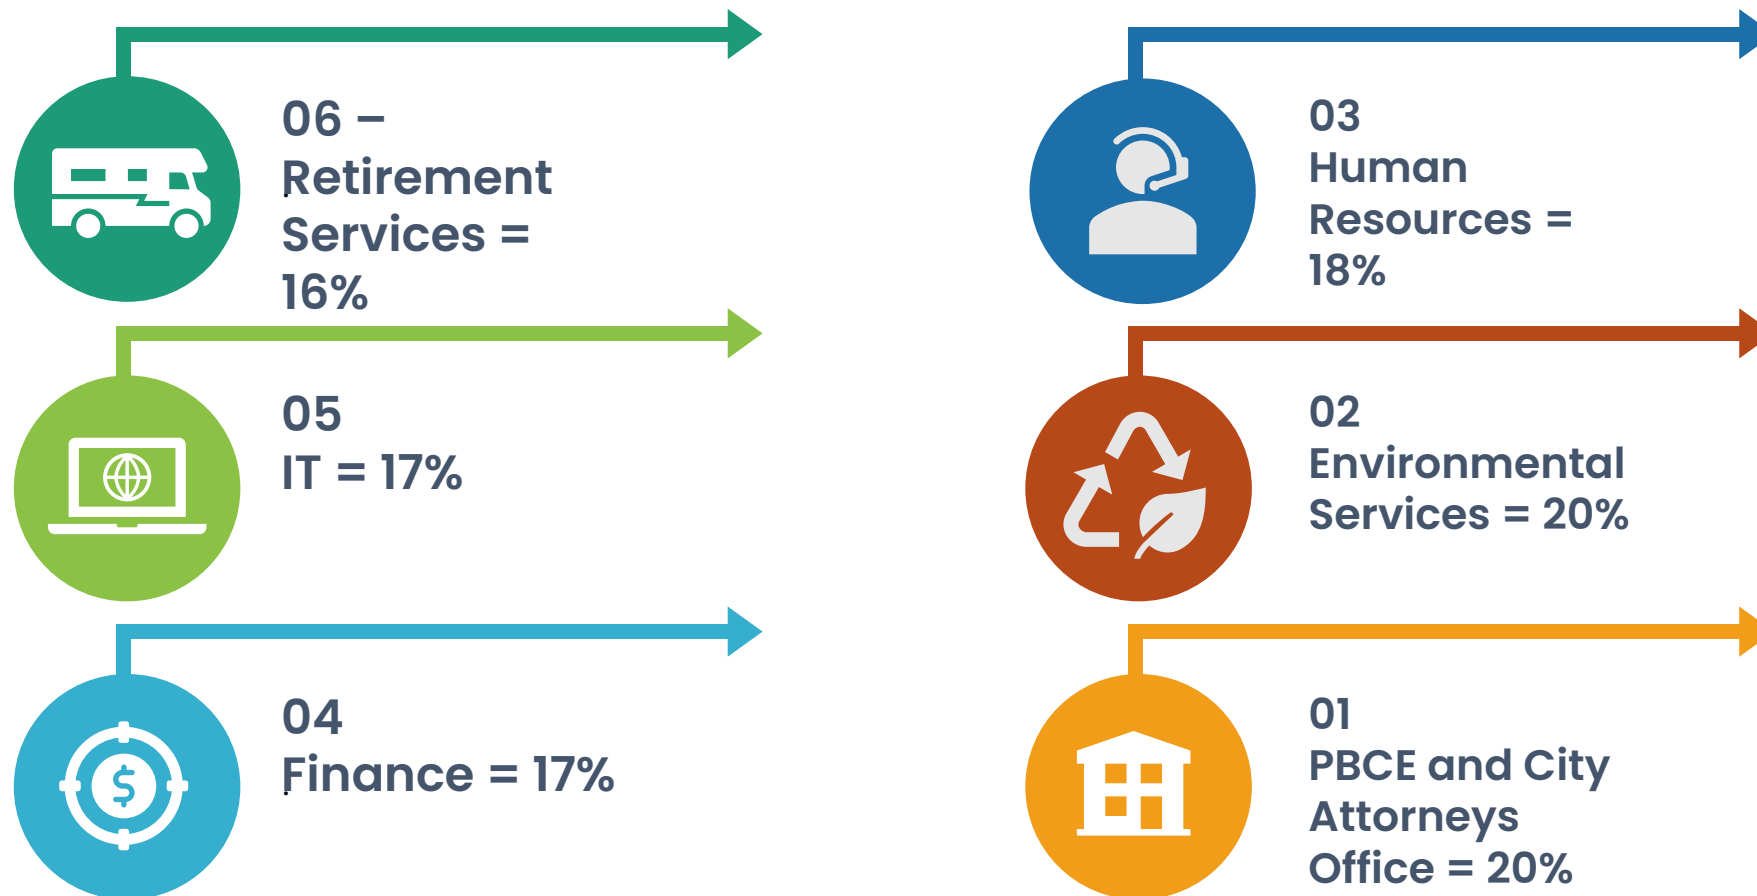 06 –
Retirement
Services =
16%
05
IT = 17%
04
Finance = 17%
03
Human
Resources =
18%
02
Environmental
Services = 20%
01
PBCE and City
Attorneys
Office = 20%
$